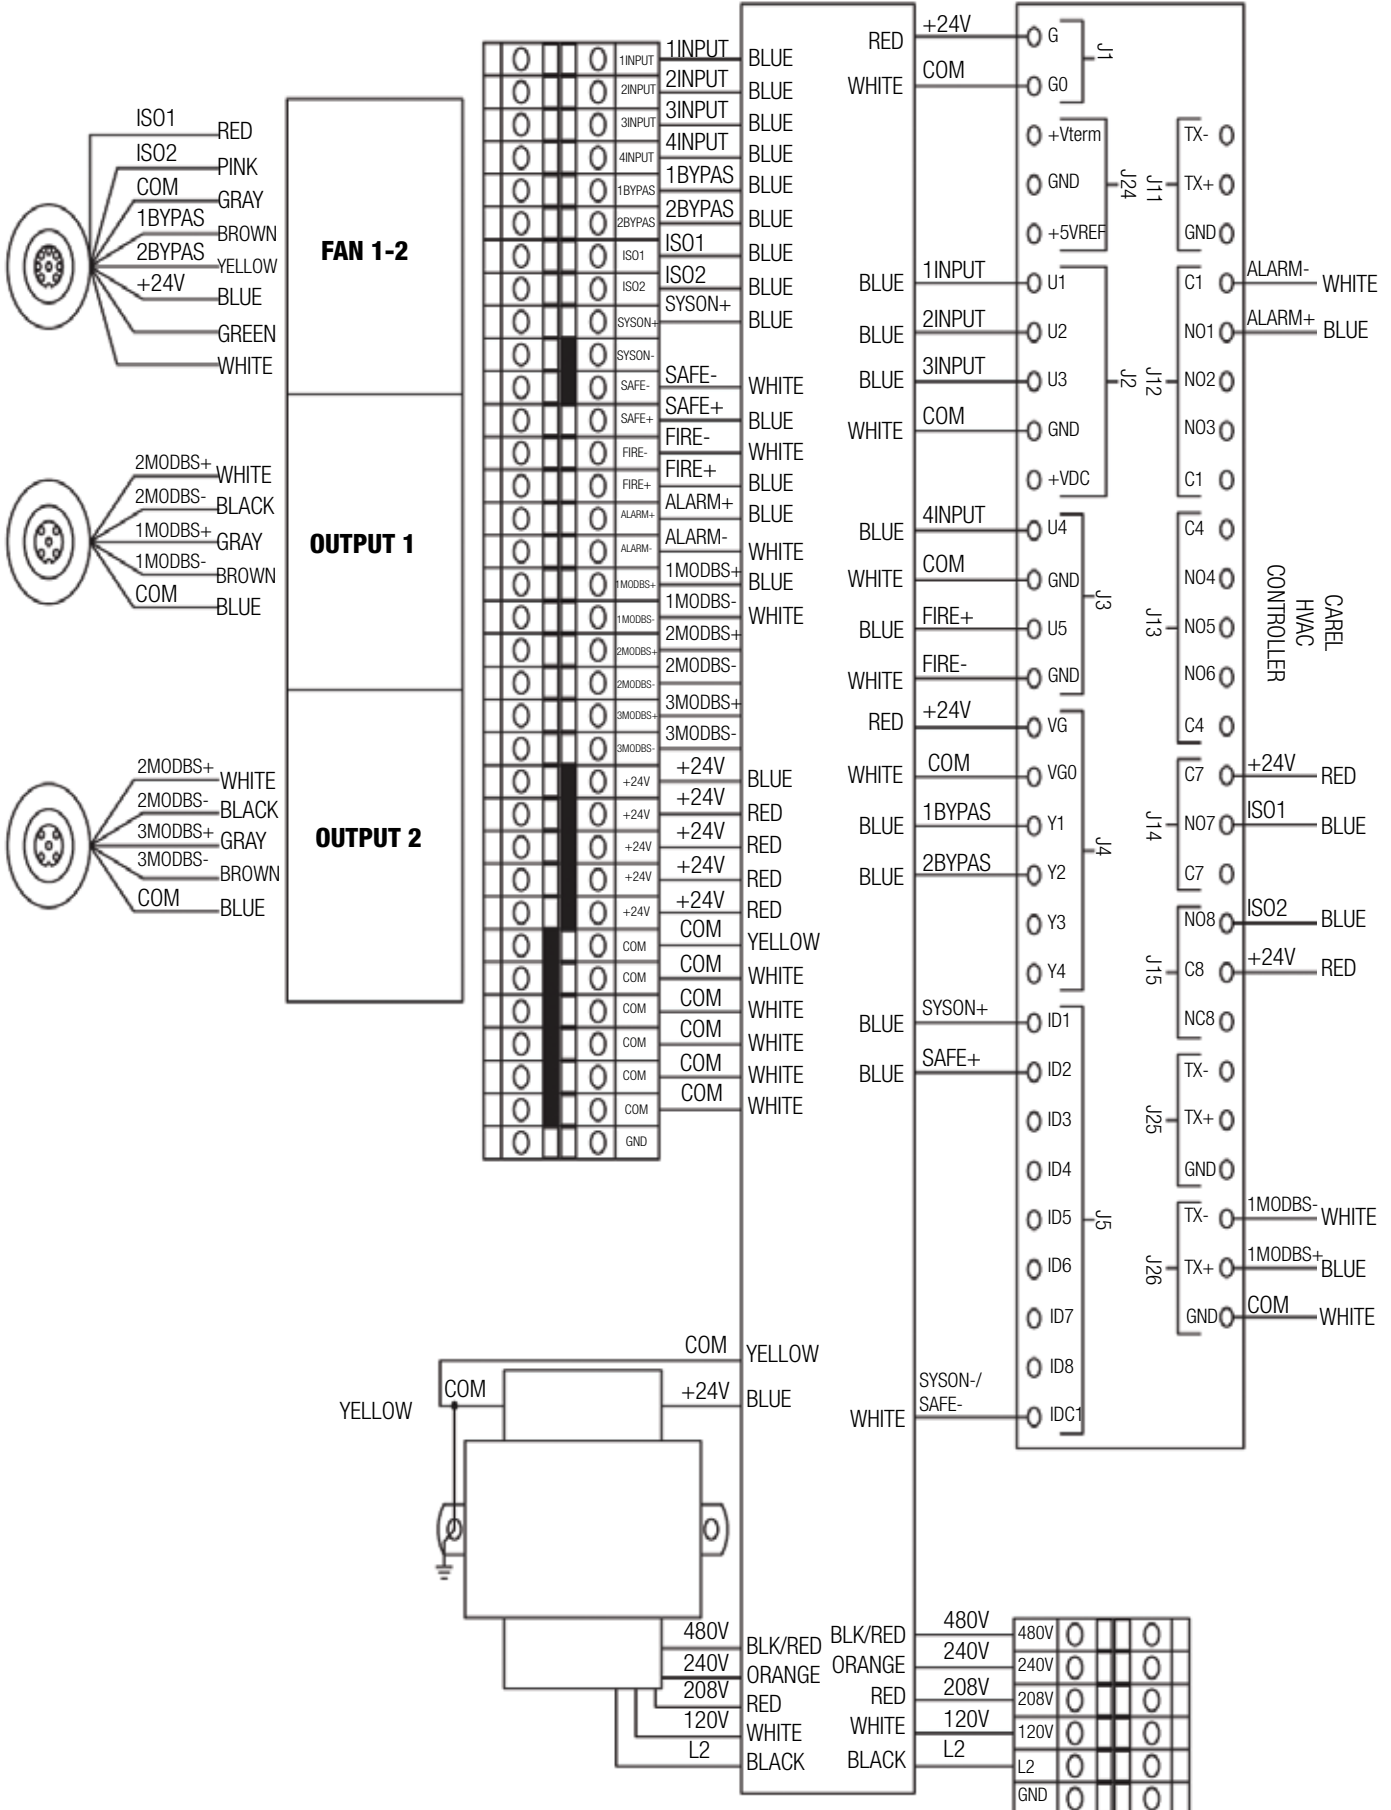 ISO1
RED
ISO2
PINK
COM
GRAY
1BYPAS
BROWN
2BYPAS
YELLOW
+24V
BLUE
GREEN
WHITE
FAN 1-2
2MODBS+
WHITE
2MODBS-
BLACK
1MODBS+
GRAY
1MODBS-
BROWN
COM
BLUE
OUTPUT 1
2MODBS+
WHITE
2MODBS-
BLACK
3MODBS+
GRAY
3MODBS-
BROWN
COM
BLUE
OUTPUT 2
1INPUT 1INPUT BLUE
2INPUT 2INPUT BLUE
3INPUT 3INPUT BLUE
4INPUT 4INPUT BLUE
1BYPAS 1BYPAS BLUE
2BYPAS 2BYPAS BLUE
ISO1 ISO1 BLUE
ISO2 ISO2 BLUE
SYSON+ SYSON+ BLUE
SYSON-
SAFE- SAFE- WHITE
SAFE+ SAFE+ BLUE
FIRE- FIRE- WHITE
FIRE+ FIRE+ BLUE
ALARM+ ALARM+ BLUE
ALARM- ALARM- WHITE
1MODBS+ 1MODBS+ BLUE
1MODBS- 1MODBS- WHITE
2MODBS+ 2MODBS+
2MODBS- 2MODBS-
3MODBS+ 3MODBS+
3MODBS- 3MODBS-
+24V +24V BLUE
+24V +24V RED
+24V +24V RED
+24V +24V RED
+24V +24V RED
COM COM YELLOW
COM COM WHITE
COM COM WHITE
COM COM WHITE
COM COM WHITE
COM COM WHITE
GND
RED +24V G
WHITE COM G0
J1
+Vterm
GND
+5VREF
J24
BLUE 1INPUT U1
BLUE 2INPUT U2
BLUE 3INPUT U3
WHITE COM GND
+VDC
J2
BLUE 4INPUT U4
WHITE COM GND
BLUE FIRE+ U5
WHITE FIRE- GND
J3
RED +24V VG
WHITE COM VG0
BLUE 1BYPAS Y1
BLUE 2BYPAS Y2
Y3
Y4
J4
BLUE SYSON+ ID1
BLUE SAFE+ ID2
ID3
ID4
ID5
ID6
ID7
ID8
SYSON-/
SAFE-
WHITE IDC1
J5
J11
TX-
TX+
GND
J12
C1 ALARM- WHITE
NO1 ALARM+ BLUE
NO2
NO3
C1
J13
C4
NO4
NO5
NO6
C4
CAREL
HVAC
CONTROLLER
J14
C7 +24V RED
NO7 ISO1 BLUE
C7
J15
NO8 ISO2 BLUE
C8 +24V RED
NC8
J25
TX-
TX+
GND
J26
TX- 1MODBS- WHITE
TX+ 1MODBS+ BLUE
GND COM WHITE
COM YELLOW
YELLOW COM +24V BLUE
480V BLK/RED
240V ORANGE
208V RED
120V WHITE
L2 BLACK
BLK/RED 480V 480V
ORANGE 240V 240V
RED 208V 208V
WHITE 120V 120V
BLACK L2 L2
GND